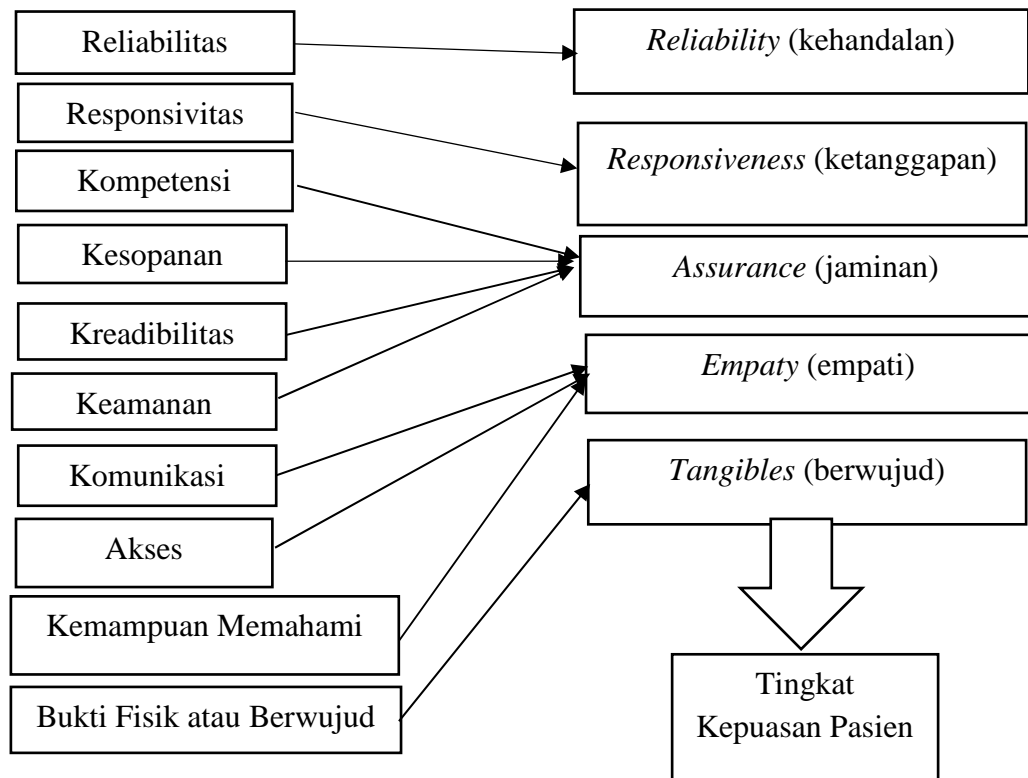 Reliabilitas
Responsivitas
Kompetensi
Kesopanan
Kreadibilitas
Keamanan
Komunikasi
Akses
Kemampuan Memahami
Bukti Fisik atau Berwujud
Reliability (kehandalan)
Responsiveness (ketanggapan)
Assurance (jaminan)
Empaty (empati)
Tangibles (berwujud)
Tingkat
Kepuasan Pasien